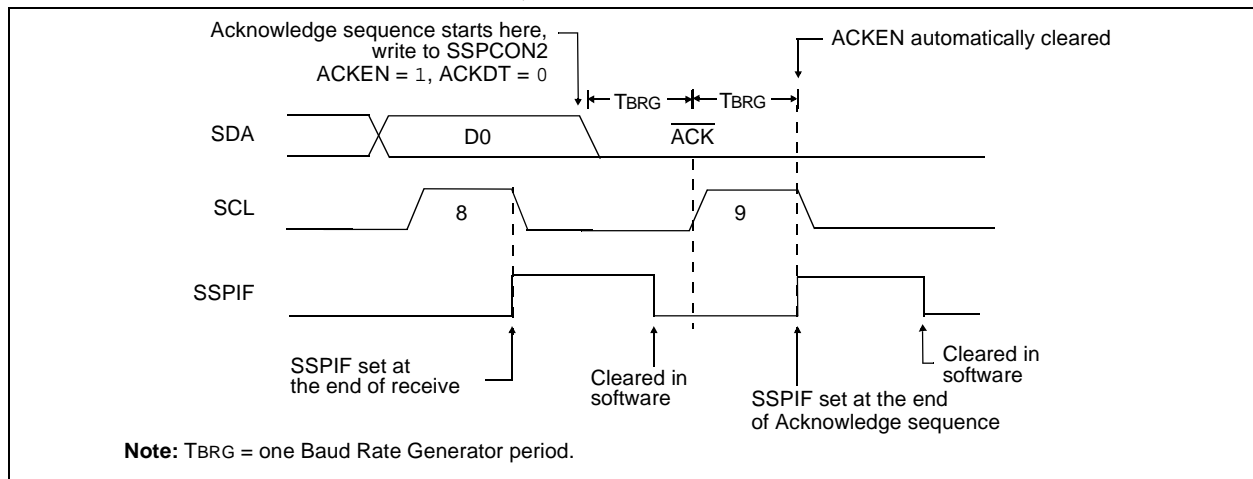 Acknowledge sequence starts here,
write to SSPCON2
ACKEN = 1, ACKDT = 0
ACKEN automatically cleared
TBRG
TBRG
SDA
D0
ACK
SCL
8
9
SSPIF
SSPIF set at
the end of receive
Cleared in
software
SSPIF set at the end
of Acknowledge sequence
Cleared in
software
Note: TBRG = one Baud Rate Generator period.